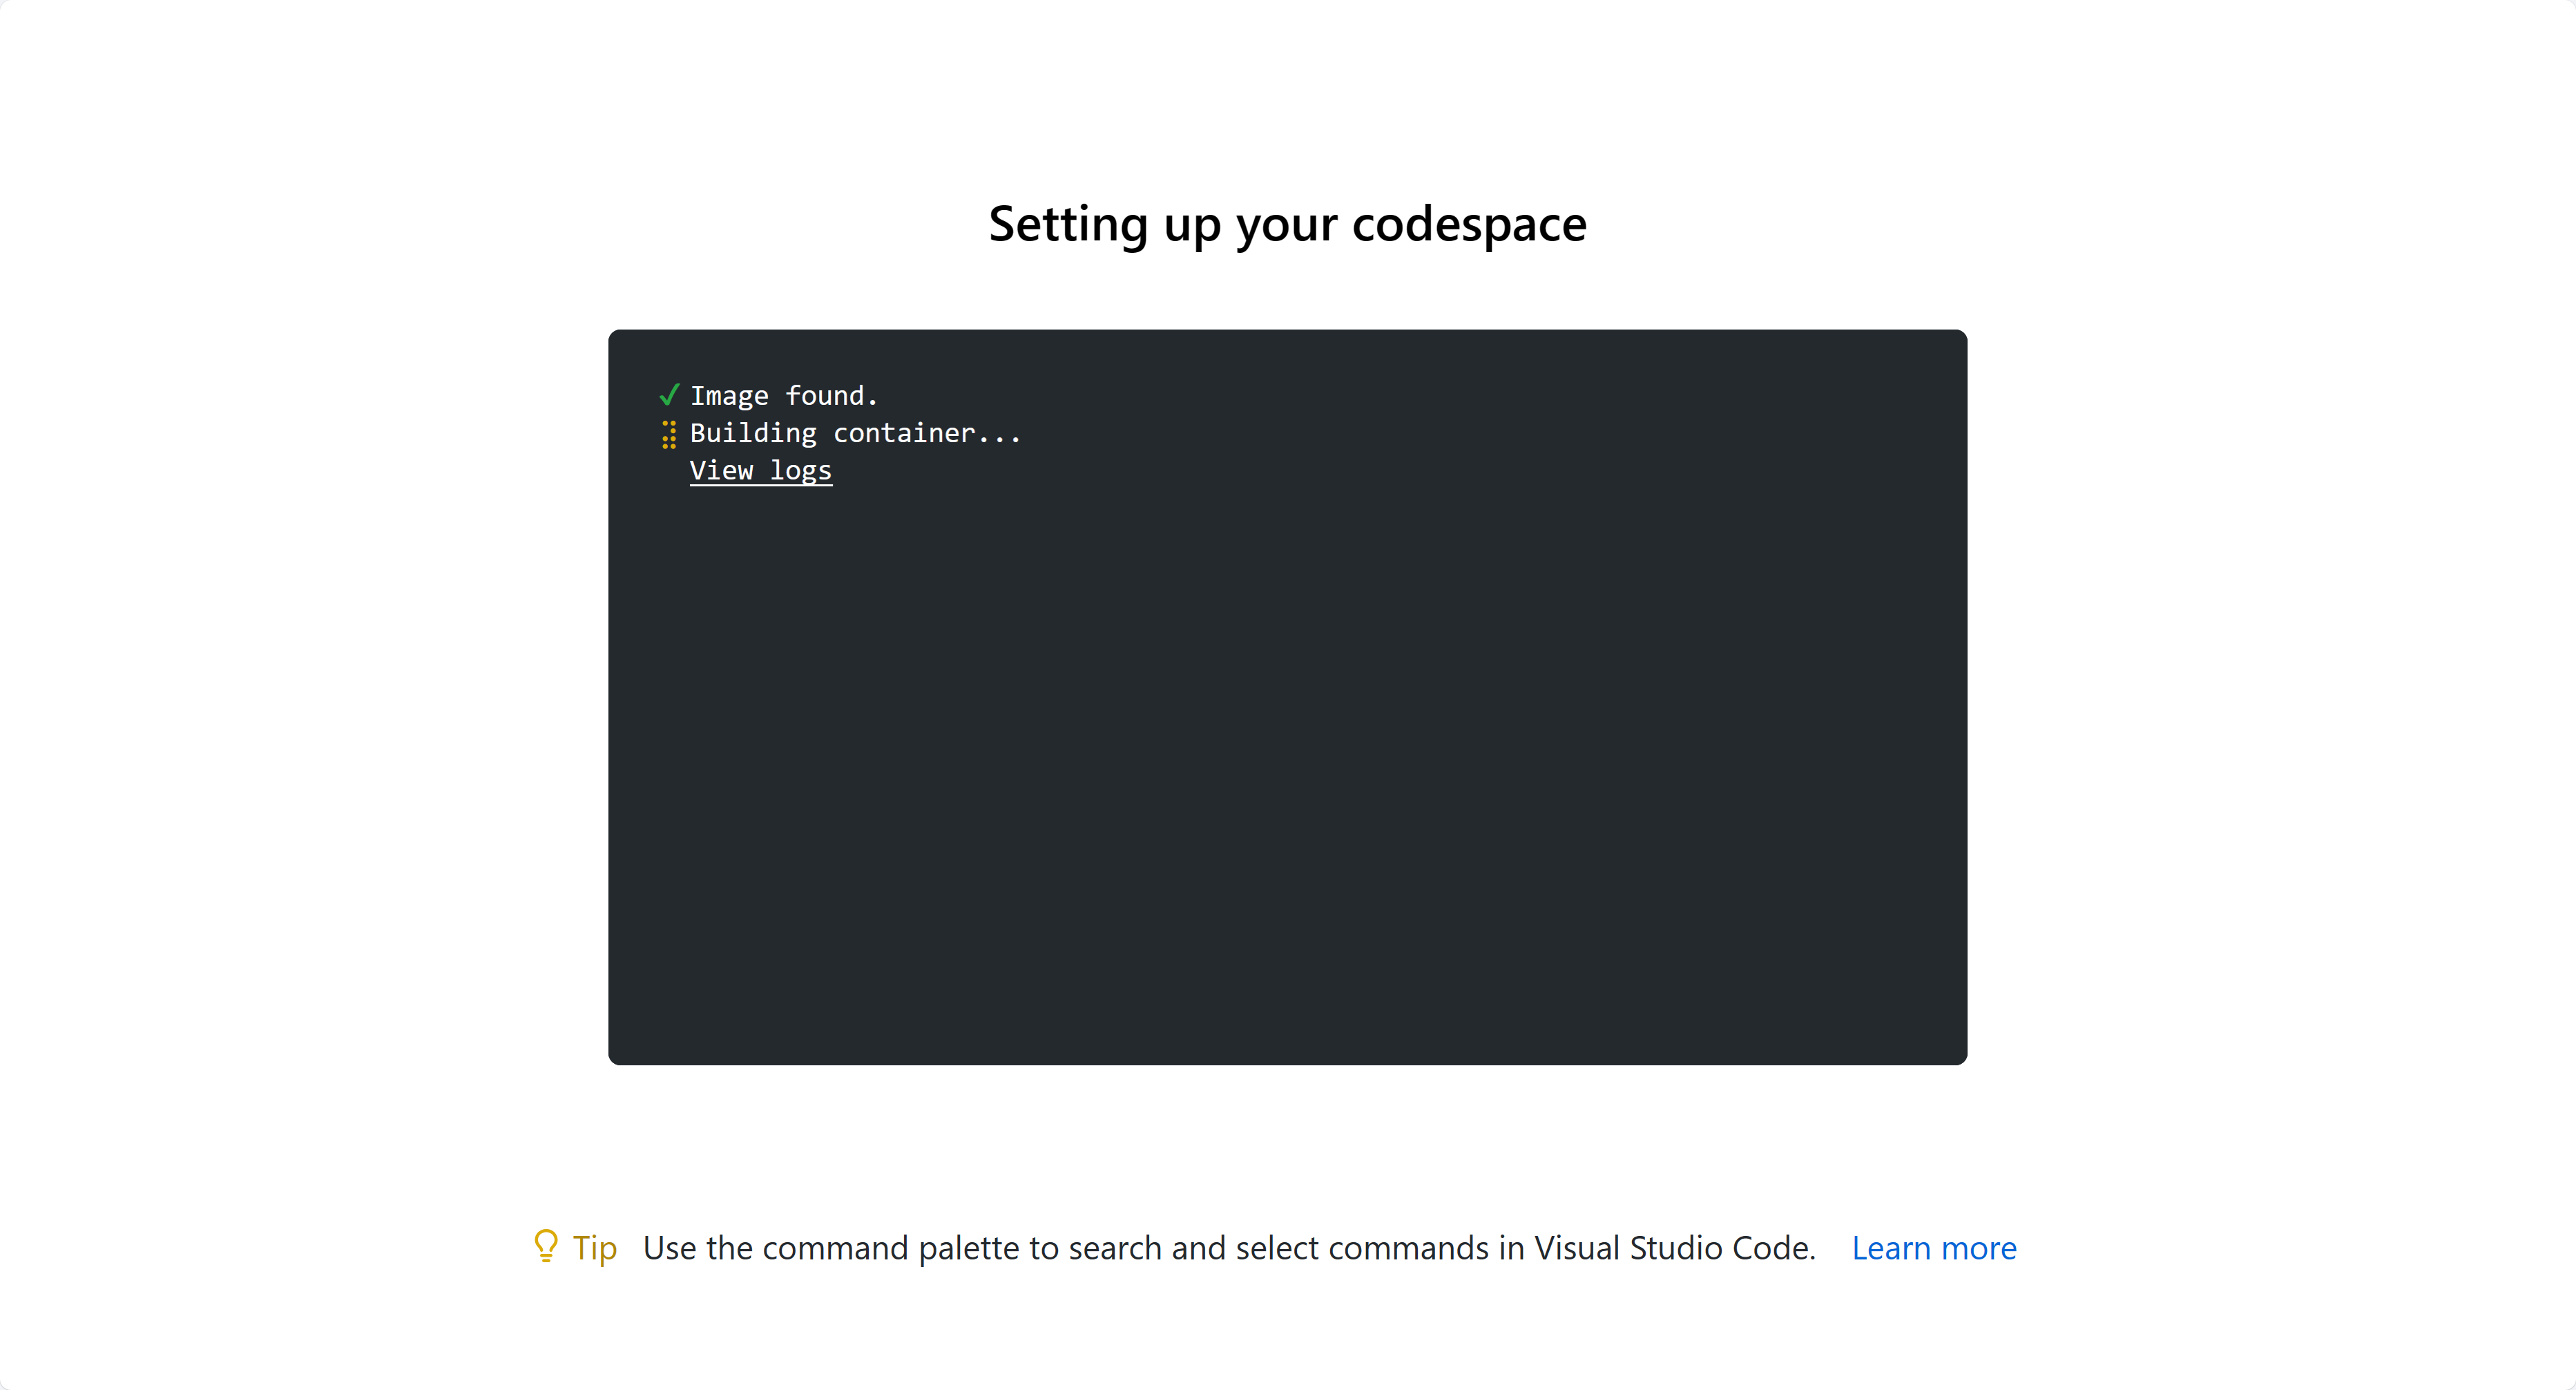 Setting up your codespace
✓ Image found.
Building container...
View logs
Tip Use the command palette to search and select commands in Visual Studio Code. Learn more